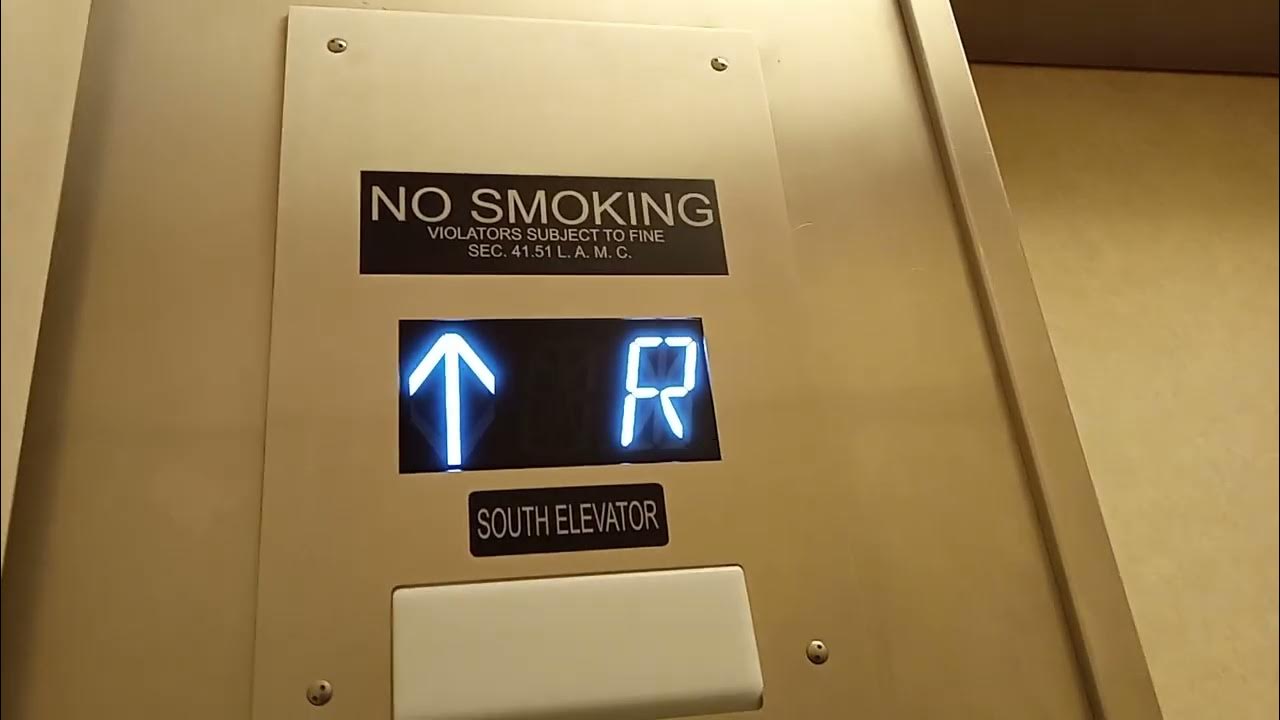 NO SMOKING
VIOLATORS SUBJECT TO FINE
SEC. 41.51 L. A. M. C.
↑ R
SOUTH ELEVATOR